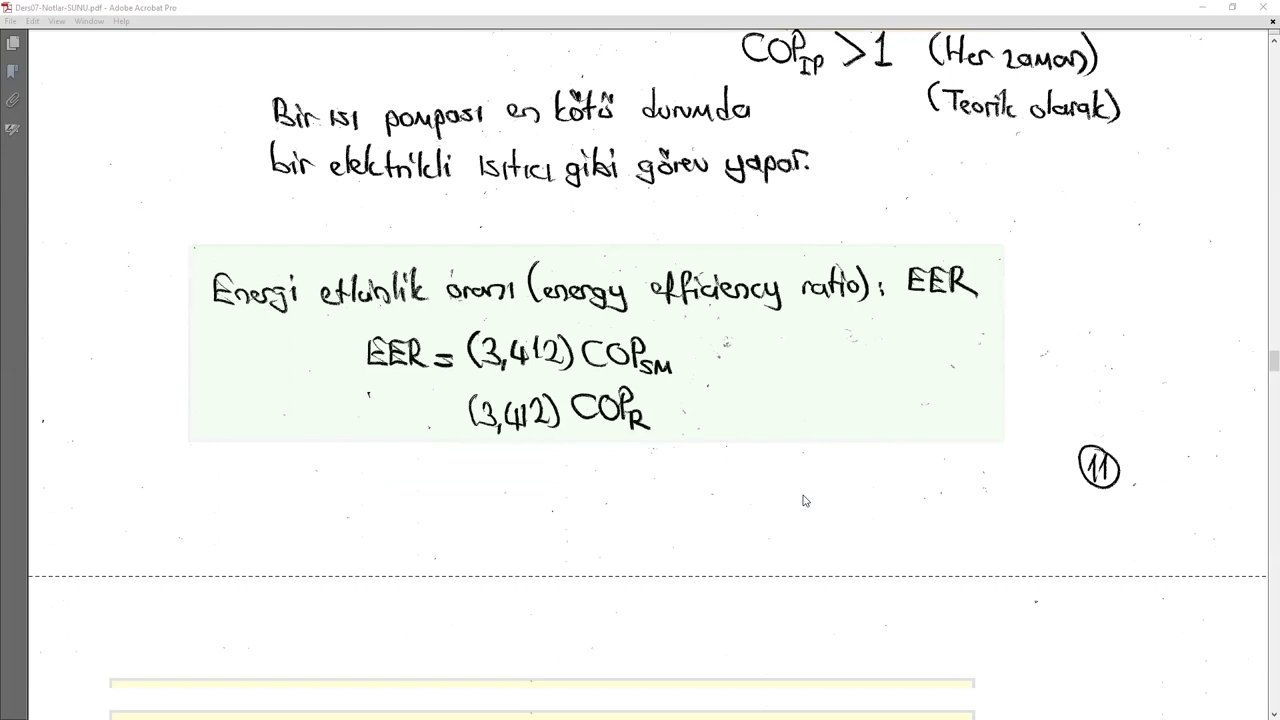 Ders07-Notlar-SUNU.pdf - Adobe Acrobat Pro
File Edit View Window Help
COP_IP > 1 (Her zaman)
(Teorik olarak)
Bir ısı pompası en kötü durumda
bir elektrikli ısıtıcı gibi görev yapar.
Energi etkinlik oranı (energy efficiency ratio): EER
EER = (3,412) COP_SM
(3,412) COP_R
11